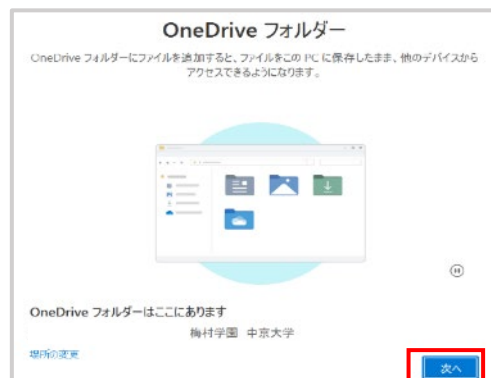 OneDrive フォルダー
OneDrive フォルダーにファイルを追加すると、ファイルをこの PC に保存したまま、他のデバイスから
アクセスできるようになります。
OneDrive フォルダーはここにあります
梅村学園 中京大学
場所の変更
次へ